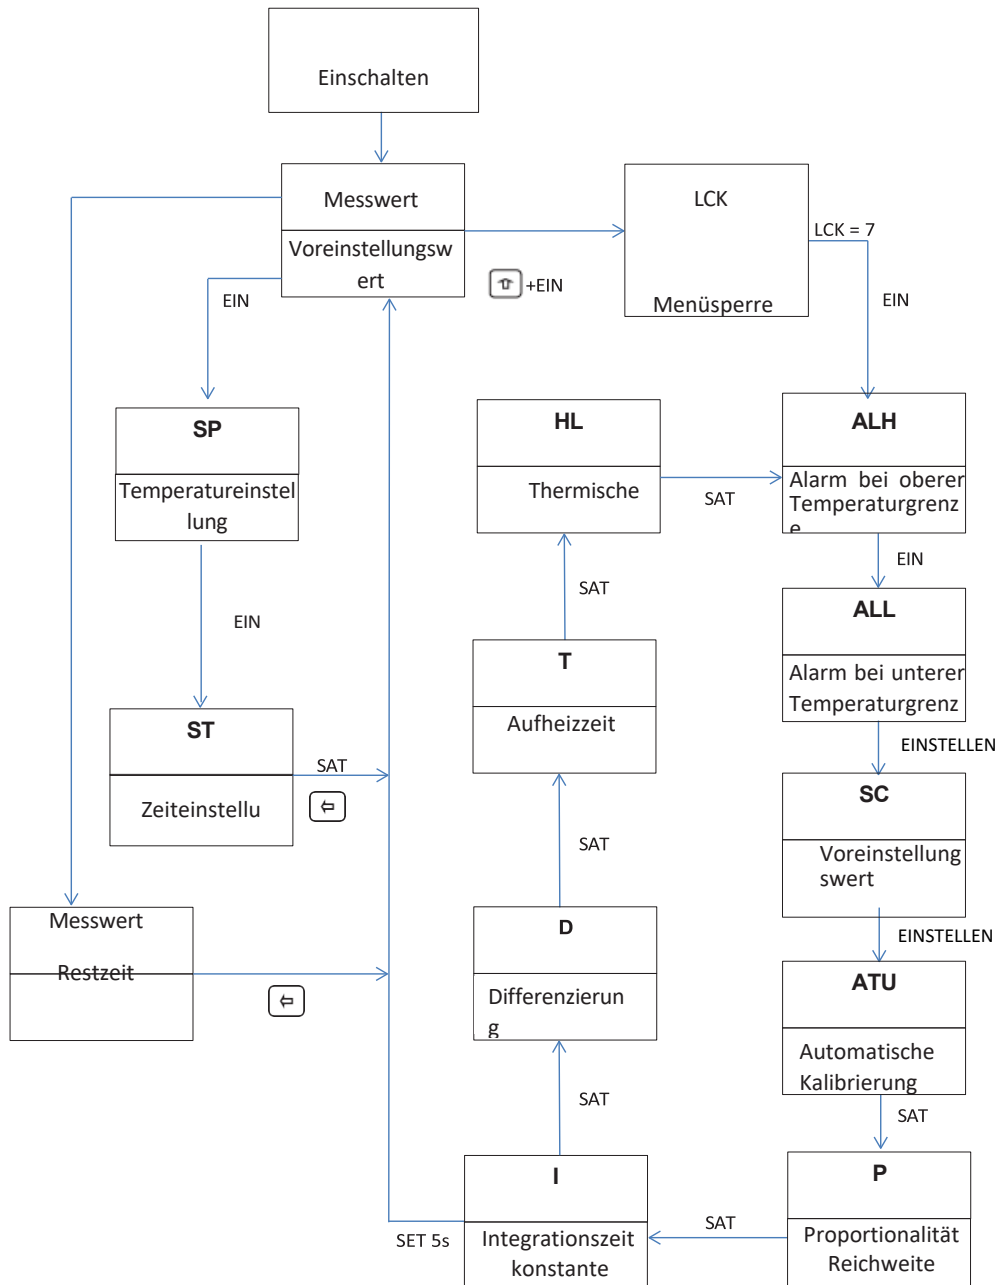 Einschalten
Messwert
Voreinstellungsw
ert
+EIN
LCK
Menüsperre
LCK = 7
EIN
EIN
SP
Temperatureinstel
lung
EIN
ST
Zeiteinstellu
SAT
Messwert
Restzeit
HL
Thermische
SAT
ALH
Alarm bei oberer
Temperaturgrenz
e
EIN
SAT
ALL
Alarm bei unterer
Temperaturgrenz
EINSTELLEN
T
Aufheizzeit
SAT
SC
Voreinstellung
swert
EINSTELLEN
D
Differenzierun
g
ATU
Automatische
Kalibrierung
SAT
SAT
I
Integrationszeit
konstante
SET 5s
SAT
P
Proportionalität
Reichweite